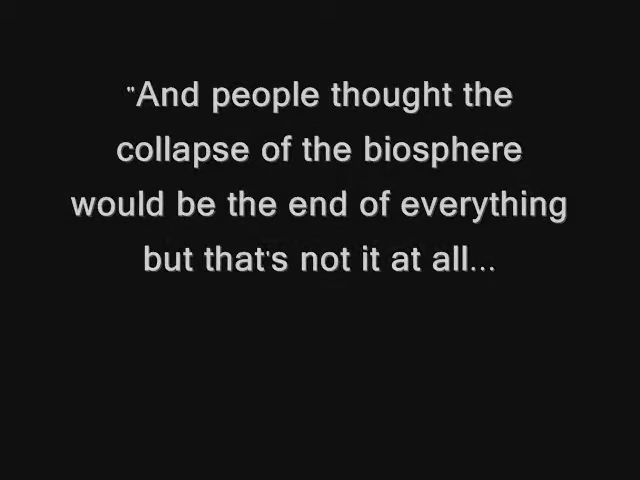 "And people thought the
collapse of the biosphere
would be the end of everything
but that's not it at all...